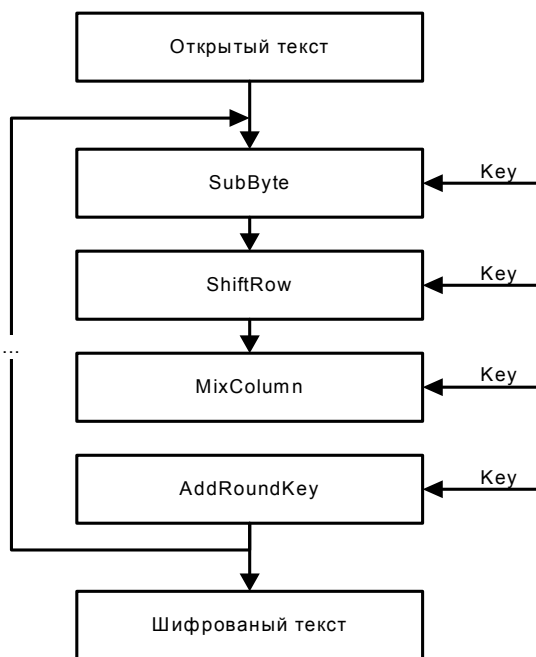 Открытый текст
SubByte
Key
ShiftRow
Key
...
MixColumn
Key
AddRoundKey
Key
Шифрованый текст